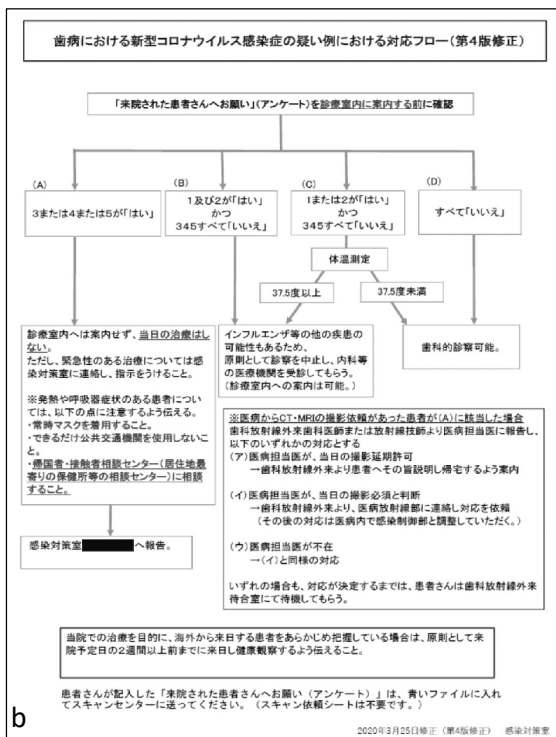 歯病における新型コロナウイルス感染症の疑い例における対応フロー(第4版修正)
「来院された患者さんへお願い」(アンケート)を診療室内に案内する前に確認
(A)
3または4または5が「はい」
(B)
1及び2が「はい」
かつ
345すべて「いいえ」
(C)
1または2が「はい」
かつ
345すべて「いいえ」
(D)
すべて「いいえ」
体温測定
37.5度以上
37.5度未満
診療室内へは案内せず、当日の治療はし
ない。
ただし、緊急性のある治療については感
染対策室に連絡し、指示をうけること。
※発熱や呼吸器症状のある患者につい
ては、以下の点に注意するよう伝える。
・常時マスクを着用すること。
・できるだけ公共交通機関を使用しないこ
と。
・帰国者・接触者相談センター(居住地最
寄りの保健所等の相談センター)に相談
すること。
感染対策室 へ報告。
インフルエンザ等の他の疾患の
可能性もあるため、
原則として診察を中止し、内科等
の医療機関を受診してもらう。
(診療室内への案内は可能。)
歯科的診察可能。
※医病からCT・MRIの撮影依頼があった患者が(A)に該当した場合
歯科放射線外来歯科医師または放射線技師より医病担当医に報告し、
以下のいずれかの対応とする
(ア)医病担当医が、当日の撮影延期許可
→歯科放射線外来より患者へその旨説明し帰宅するよう案内
(イ)医病担当医が、当日の撮影必須と判断
→歯科放射線外来より、医病放射線部に連絡し対応を依頼
(その後の対応は医病内で感染制御部と調整していただく。)
(ウ)医病担当医が不在
→(イ)と同様の対応
いずれの場合も、対応が決定するまでは、患者さんは歯科放射線外来
待合室にて待機してもらう。
当院での治療を目的に、海外から来日する患者をあらかじめ把握している場合は、原則として来
院予定日の2週間以上前までに来日し健康観察するよう伝えること。
患者さんが記入した「来院された患者さんへお願い(アンケート)」は、青いファイルに入れ
てスキャンセンターに送ってください。(スキャン依頼シートは不要です。)
b
2020年3月25日修正(第4版修正) 感染対策室